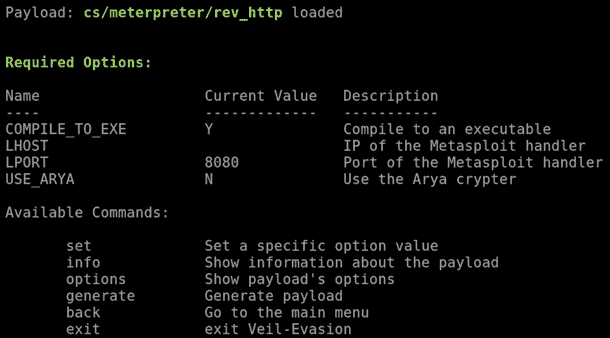 Payload: cs/meterpreter/rev_http loaded
Required Options:
Name                    Current Value   Description
----                    -------------   -----------
COMPILE_TO_EXE          Y               Compile to an executable
LHOST                                   IP of the Metasploit handler
LPORT                   8080            Port of the Metasploit handler
USE_ARYA                N               Use the Arya crypter
Available Commands:
set             Set a specific option value
info            Show information about the payload
options         Show payload's options
generate        Generate payload
back            Go to the main menu
exit            exit Veil-Evasion